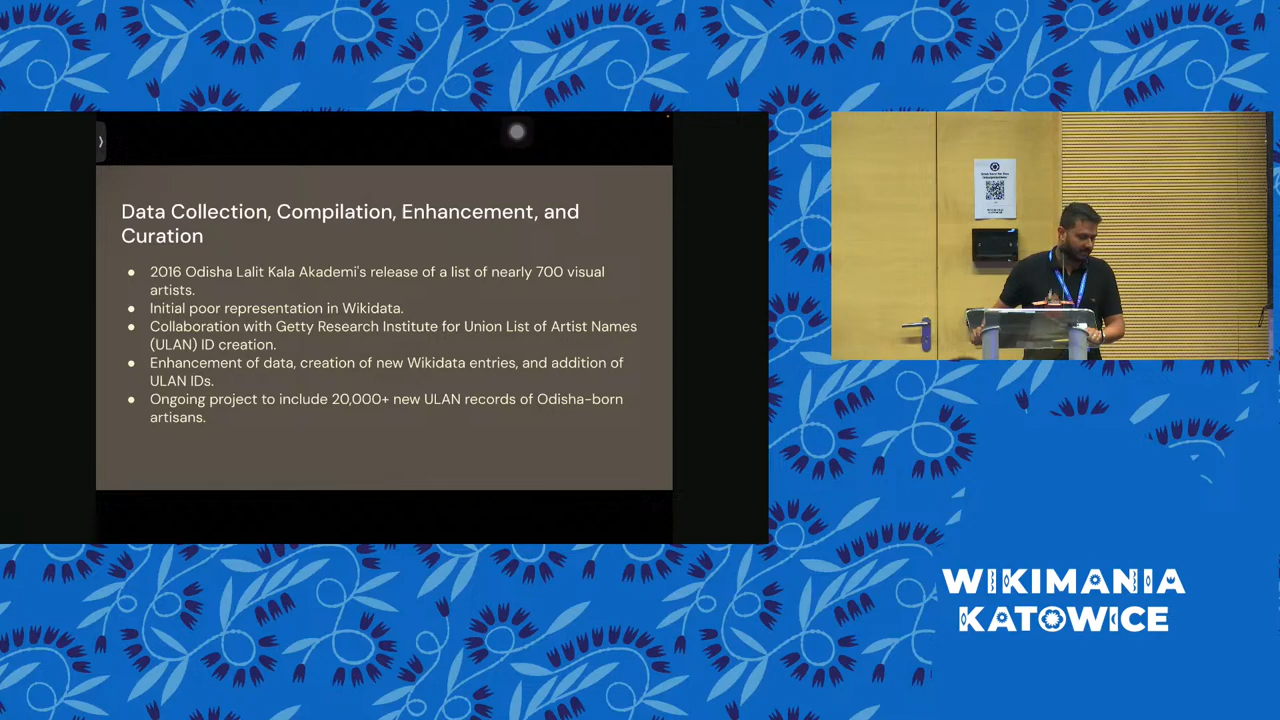 Data Collection, Compilation, Enhancement, and
Curation
● 2016 Odisha Lalit Kala Akademi's release of a list of nearly 700 visual
artists.
● Initial poor representation in Wikidata.
● Collaboration with Getty Research Institute for Union List of Artist Names
(ULAN) ID creation.
● Enhancement of data, creation of new Wikidata entries, and addition of
ULAN IDs.
● Ongoing project to include 20,000+ new ULAN records of Odisha-born
artisans.
WIKIMANIA
KATOWICE